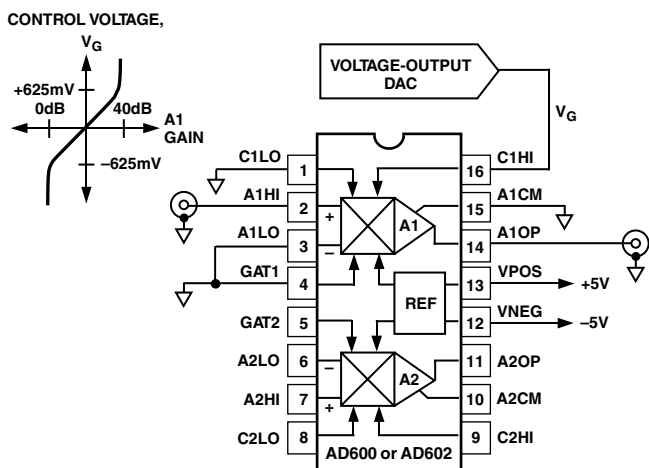 CONTROL VOLTAGE,
VG
+625mV
0dB 40dB
A1
GAIN
–625mV
VOLTAGE-OUTPUT
DAC
VG
C1LO 1 16 C1HI
A1HI 2 + 15 A1CM
A1
A1LO 3 – 14 A1OP
GAT1 4 13 VPOS +5V
REF
GAT2 5 12 VNEG –5V
A2LO 6 – 11 A2OP
A2
A2HI 7 + 10 A2CM
C2LO 8 9 C2HI
AD600 or AD602